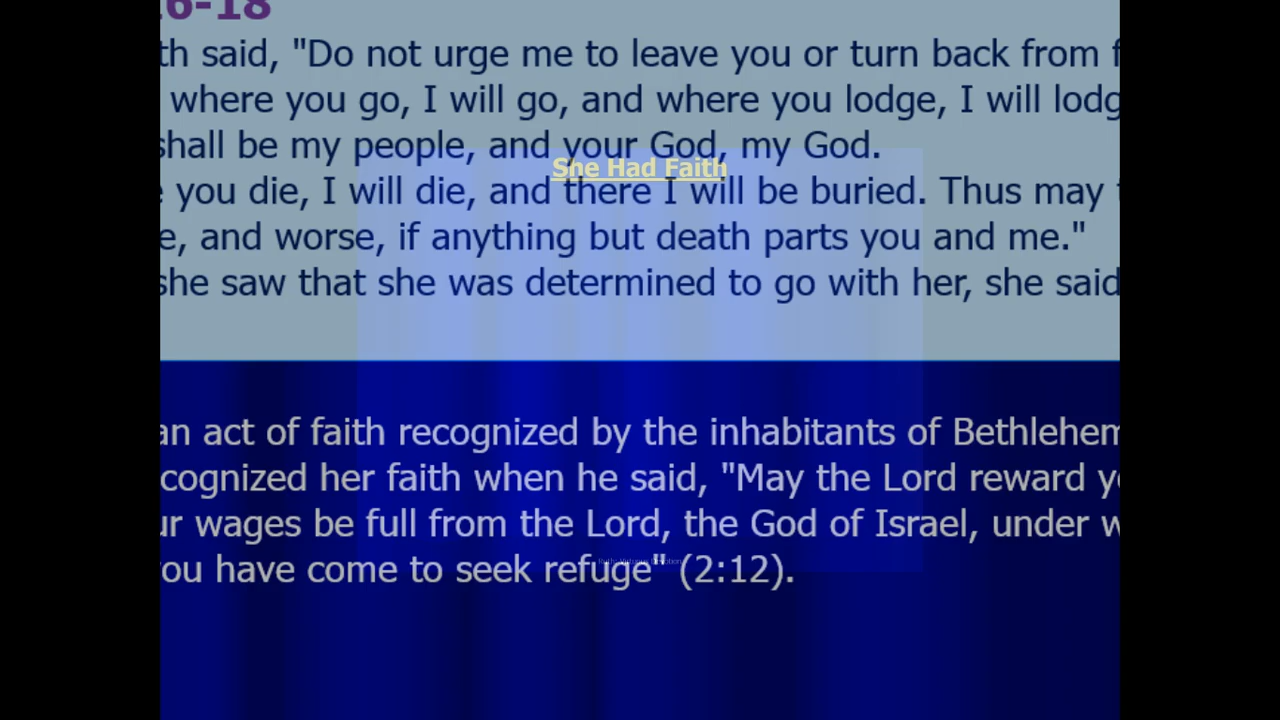 6-18
th said, "Do not urge me to leave you or turn back from
where you go, I will go, and where you lodge, I will lodg
shall be my people, and your God, my God.
She Had Faith
you die, I will die, and there I will be buried. Thus may
e, and worse, if anything but death parts you and me."
she saw that she was determined to go with her, she said
an act of faith recognized by the inhabitants of Bethlehem
cognized her faith when he said, "May the Lord reward y
ur wages be full from the Lord, the God of Israel, under w
ou have come to seek refuge" (2:12).